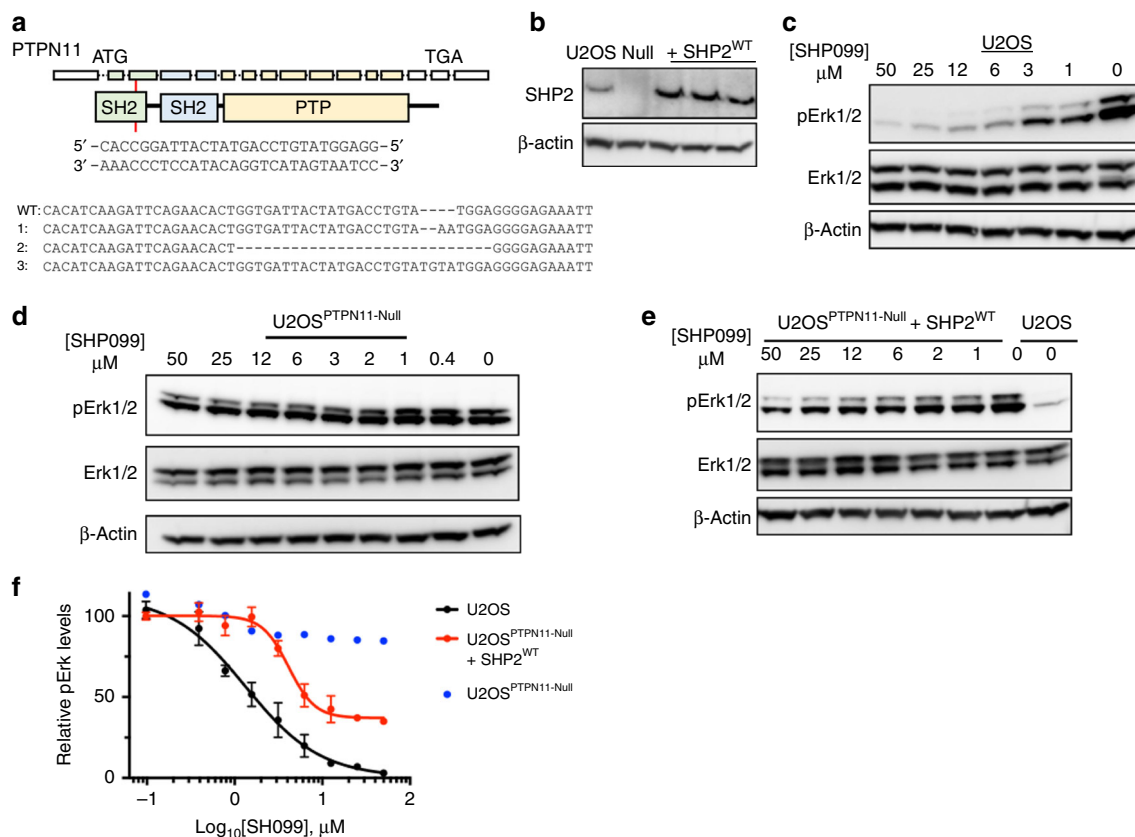 a
PTPN11
ATG
TGA
SH2
SH2
PTP
5′ -CACCGGATTACTATGACCTGTATGGAGG-5′
3′ -AAACCCTCCATACAGGTCATAGTAATCC-3′
WT:CACATCAAGATTCAGAACACTGGTGATTACTATGACCTGTA----TGGAGGGGAGAAATT
1: CACATCAAGATTCAGAACACTGGTGATTACTATGACCTGTA--AATGGAGGGGAGAAATT
2: CACATCAAGATTCAGAACACT----------------------------GGGGAGAAATT
3: CACATCAAGATTCAGAACACTGGTGATTACTATGACCTGTATGTATGGAGGGGAGAAATT
b
U2OS Null + SHP2WT
SHP2
β-actin
c
[SHP099] μM
U2OS
50 25 12 6 3 1 0
pErk1/2
Erk1/2
β-Actin
d
[SHP099] μM
U2OSPTPN11-Null
50 25 12 6 3 2 1 0.4 0
pErk1/2
Erk1/2
β-Actin
e
[SHP099] μM
U2OSPTPN11-Null + SHP2WT U2OS
50 25 12 6 2 1 0 0
pErk1/2
Erk1/2
β-Actin
f
Relative pErk levels
100
50
0
–1 0 1 2
Log10[SH099], μM
U2OS
U2OSPTPN11-Null
+ SHP2WT
U2OSPTPN11-Null